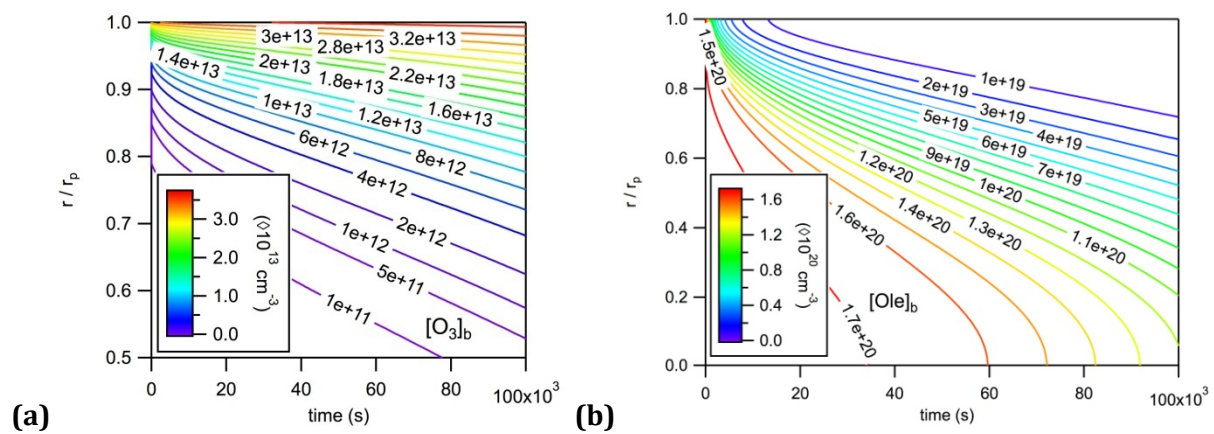 1.0
0.9
0.8
0.7
0.6
0.5
r / rp
3e+13
3.2e+13
2.8e+13
1.4e+13
2e+13
2.2e+13
1.8e+13
1.6e+13
1e+13
1.2e+13
6e+12
8e+12
4e+12
2e+12
1e+12
5e+11
1e+11
3.0
2.0
1.0
0.0
(◊10^13 cm^-3)
[O3]b
0 20 40 60 80 100x10^3
time (s)
(a)
1.0
0.8
0.6
0.4
0.2
0.0
r / rp
1.5e+20
1e+19
2e+19
3e+19
4e+19
5e+19
6e+19
7e+19
9e+19
1e+20
1.2e+20
1.1e+20
1.3e+20
1.4e+20
1.6e+20
1.7e+20
1.6
1.2
0.8
0.4
0.0
(◊10^20 cm^-3)
[Ole]b
0 20 40 60 80 100x10^3
time (s)
(b)